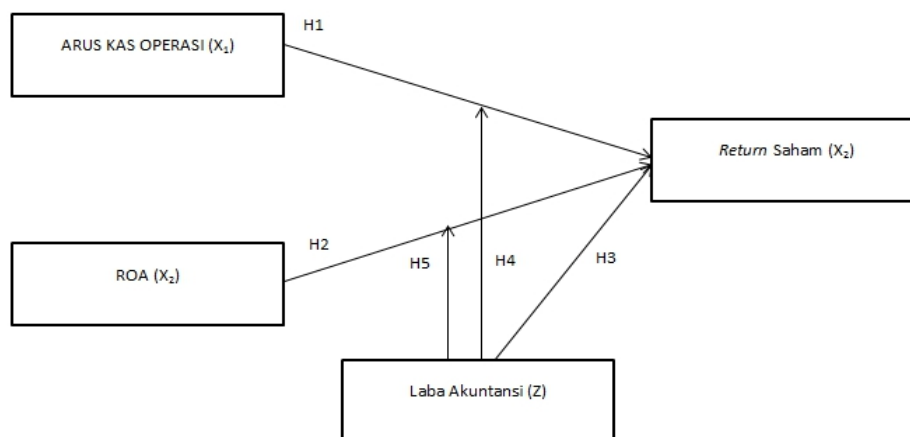 ARUS KAS OPERASI (X₁)
H1
Return Saham (X₂)
H2
ROA (X₂)
H5
H4
H3
Laba Akuntansi (Z)